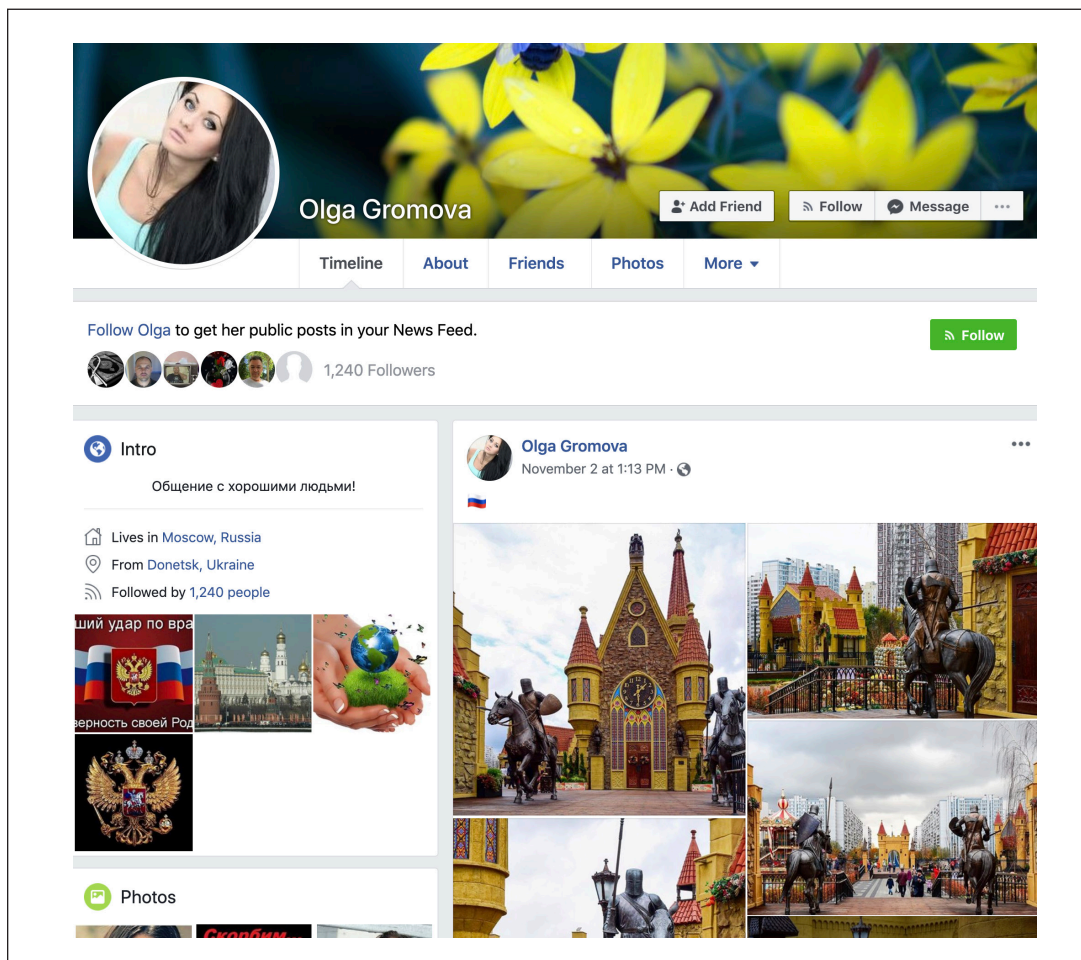 Olga Gromova
Add Friend
Follow
Message
Timeline
About
Friends
Photos
More
Follow Olga to get her public posts in your News Feed.
Follow
1,240 Followers
Intro
Общение с хорошими людьми!
Lives in Moscow, Russia
From Donetsk, Ukraine
Followed by 1,240 people
ший удар по вра
верность своей Род
Photos
Скорбим...
Olga Gromova
November 2 at 1:13 PM